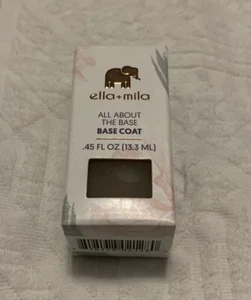 ella+mila
ALL ABOUT
THE BASE
BASE COAT
.45 FL OZ (13.3 ML)